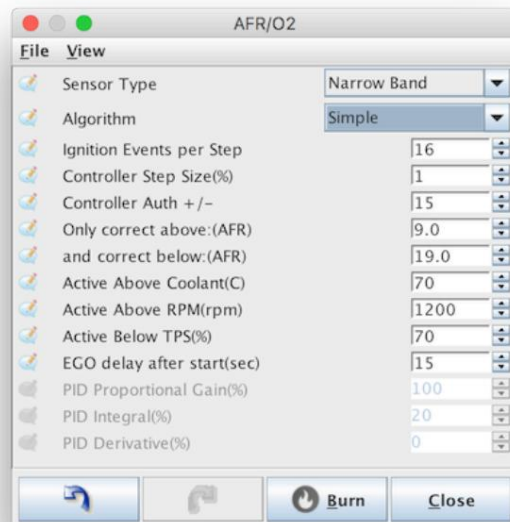 AFR/O2
File View
Sensor Type Narrow Band
Algorithm Simple
Ignition Events per Step 16
Controller Step Size(%) 1
Controller Auth +/- 15
Only correct above:(AFR) 9.0
and correct below:(AFR) 19.0
Active Above Coolant(C) 70
Active Above RPM(rpm) 1200
Active Below TPS(%) 70
EGO delay after start(sec) 15
PID Proportional Gain(%) 100
PID Integral(%) 20
PID Derivative(%) 0
Burn Close